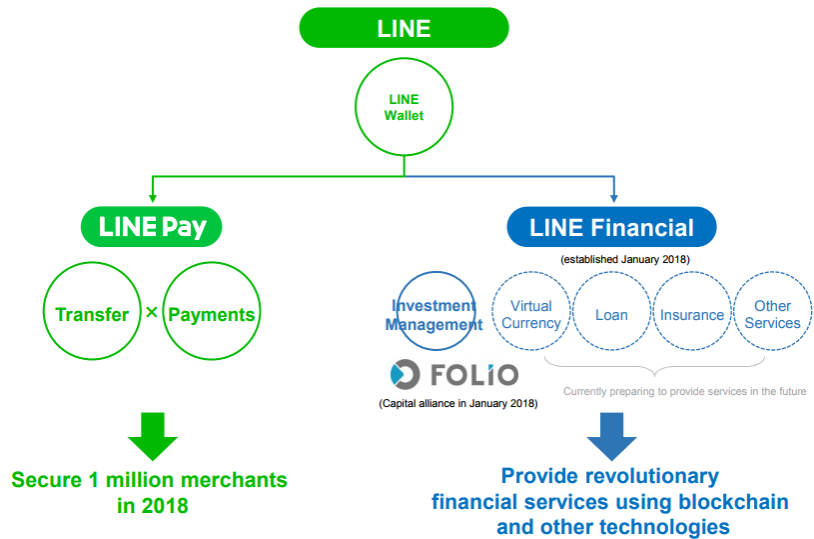 LINE
LINE
Wallet
LINE Pay
LINE Financial
(established January 2018)
Transfer × Payments
Investment
Management
Virtual
Currency
Loan
Insurance
Other
Services
FOLIO
(Capital alliance in January 2018)
Currently preparing to provide services in the future
Secure 1 million merchants
in 2018
Provide revolutionary
financial services using blockchain
and other technologies